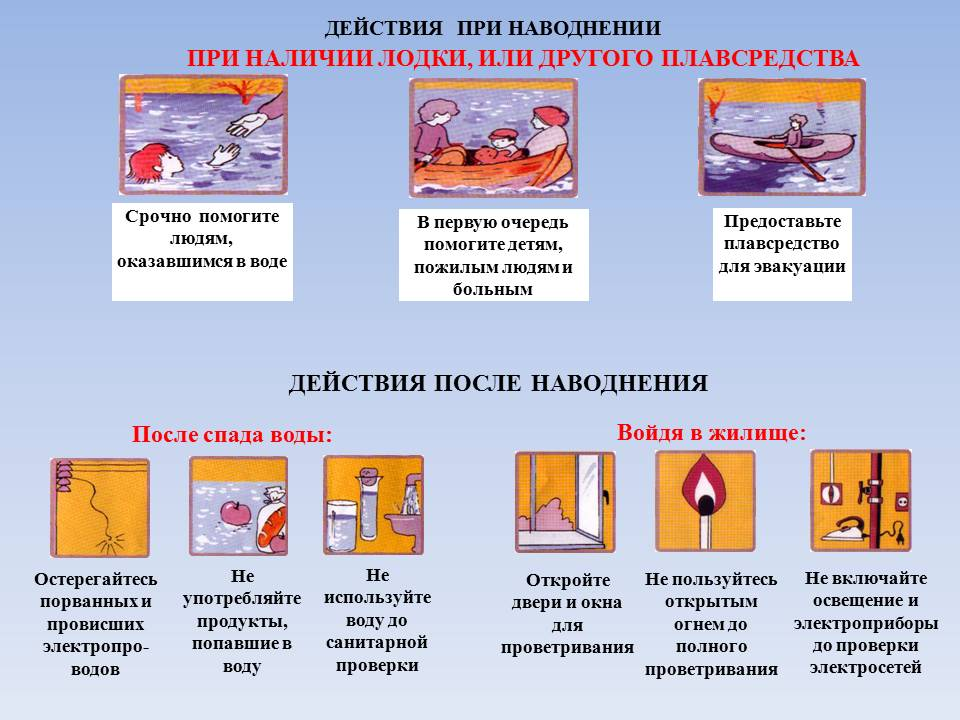 ДЕЙСТВИЯ ПРИ НАВОДНЕНИИ
ПРИ НАЛИЧИИ ЛОДКИ, ИЛИ ДРУГОГО ПЛАВСРЕДСТВА
Срочно помогите
людям,
оказавшимся в воде
В первую очередь
помогите детям,
пожилым людям и
больным
Предоставьте
плавсредство
для эвакуации
ДЕЙСТВИЯ ПОСЛЕ НАВОДНЕНИЯ
После спада воды:
Остерегайтесь
порванных и
провисших
электропро-
водов
Не
употребляйте
продукты,
попавшие в
воду
Не
используйте
воду до
санитарной
проверки
Войдя в жилище:
Откройте
двери и окна
для
проветривания
Не пользуйтесь
открытым
огнем до
полного
проветривания
Не включайте
освещение и
электроприборы
до проверки
электросетей